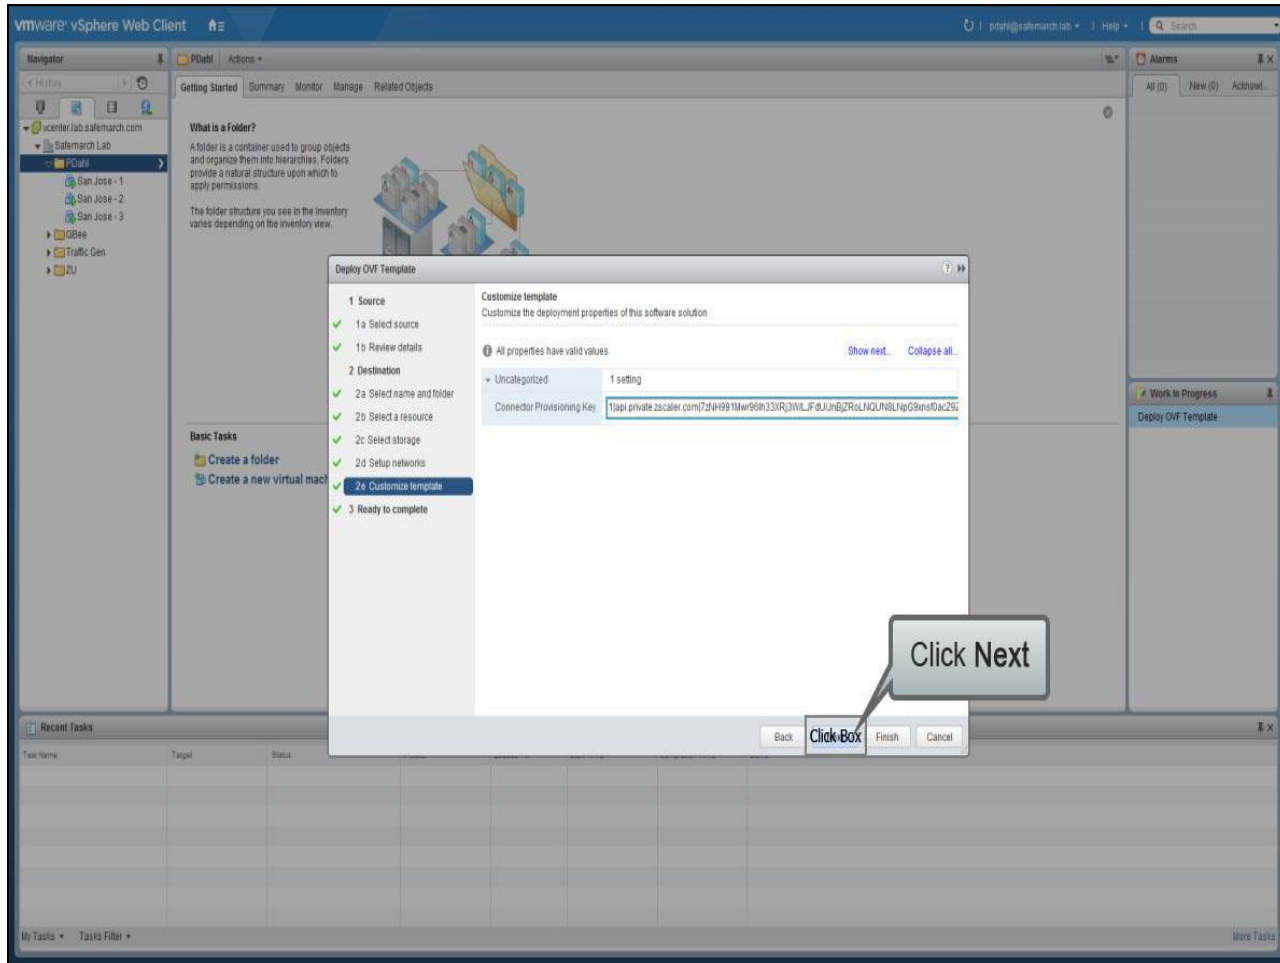 vmware® vSphere Web Client
pdahl@safemarch.lab
Help
Search
Navigator
History
vcenter.lab.safemarch.com
Safemarch Lab
PDahl
San Jose - 1
San Jose - 2
San Jose - 3
QBee
Traffic Gen
ZU
PDahl Actions
Getting Started Summary Monitor Manage Related Objects
What is a Folder?
A folder is a container used to group objects
and organize them into hierarchies. Folders
provide a natural structure upon which to
apply permissions.
The folder structure you see in the inventory
varies depending on the inventory view.
Basic Tasks
Create a folder
Create a new virtual mach
Deploy OVF Template
1 Source
1a Select source
1b Review details
2 Destination
2a Select name and folder
2b Select a resource
2c Select storage
2d Setup networks
2e Customize template
3 Ready to complete
Customize template
Customize the deployment properties of this software solution
All properties have valid values
Show next... Collapse all...
Uncategorized 1 setting
Connector Provisioning Key
Click Next
Back Click Box Finish Cancel
Alarms
All (0) New (0) Acknowl...
Work In Progress
Deploy OVF Template
Recent Tasks
Task Name Target Status
My Tasks Tasks Filter
More Tasks